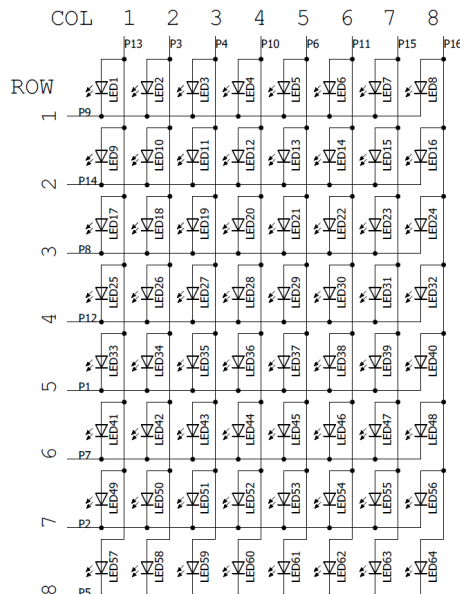 COL 1 2 3 4 5 6 7 8
P13 P3 P4 P10 P6 P11 P15 P16
ROW
LED1 LED2 LED3 LED4 LED5 LED6 LED7 LED8
1 P9
LED9 LED10 LED11 LED12 LED13 LED14 LED15 LED16
2 P14
LED17 LED18 LED19 LED20 LED21 LED22 LED23 LED24
3 P8
LED25 LED26 LED27 LED28 LED29 LED30 LED31 LED32
4 P12
LED33 LED34 LED35 LED36 LED37 LED38 LED39 LED40
5 P1
LED41 LED42 LED43 LED44 LED45 LED46 LED47 LED48
6 P7
LED49 LED50 LED51 LED52 LED53 LED54 LED55 LED56
7 P2
LED57 LED58 LED59 LED60 LED61 LED62 LED63 LED64
8 P5